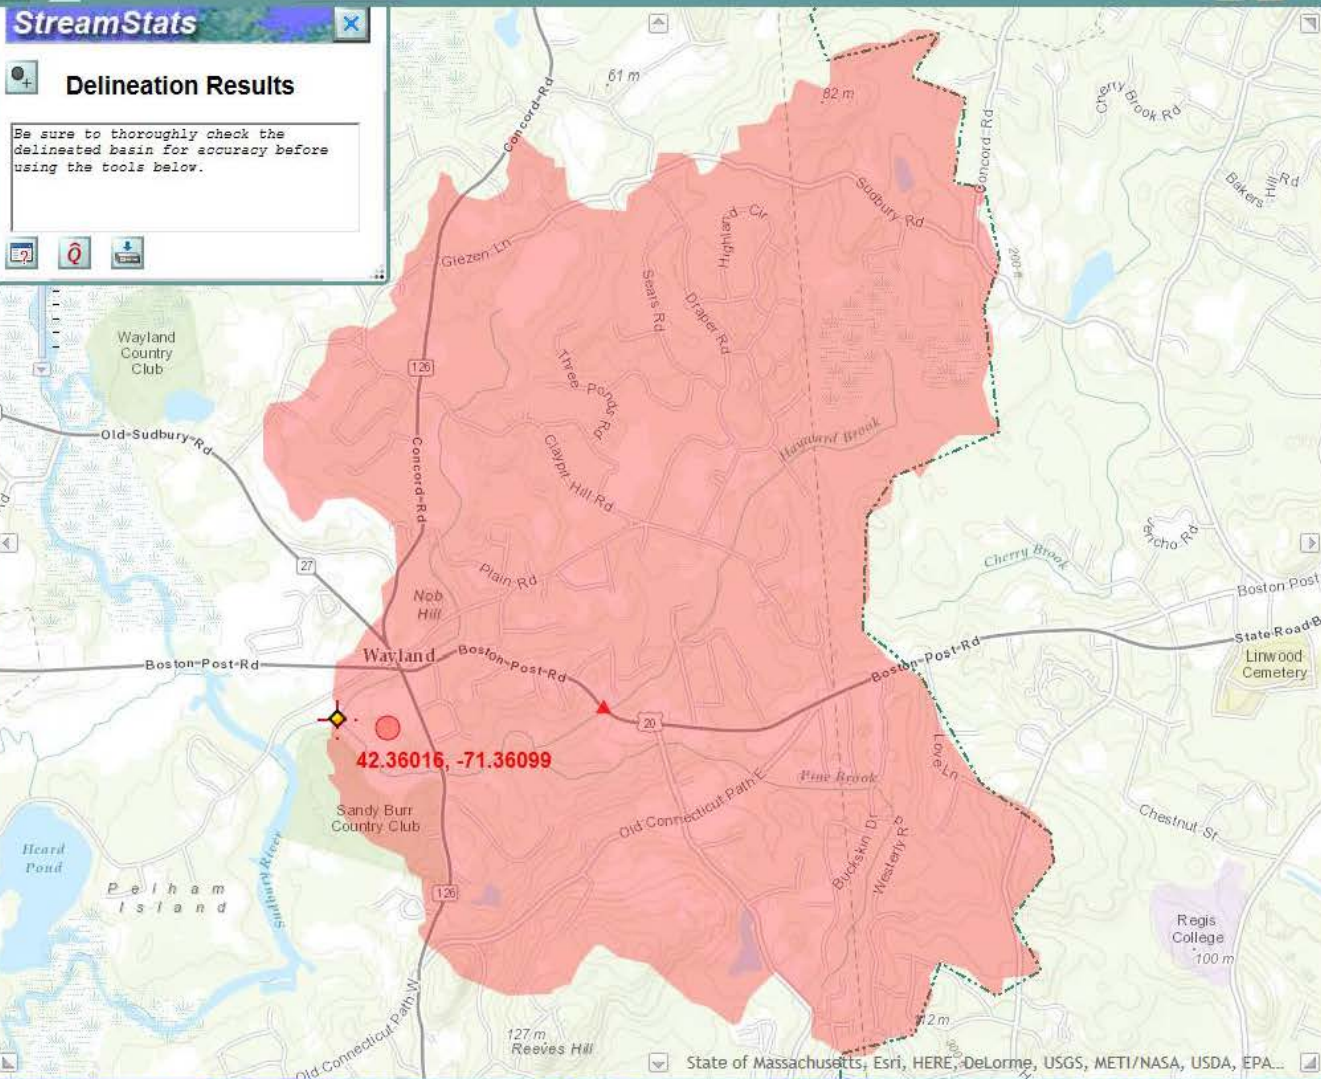 StreamStats
Delineation Results
Be sure to thoroughly check the
delineated basin for accuracy before
using the tools below.
Concord-Rd
61 m
82 m
Cherry Brook Rd
Concord-Rd
Bakers Hill Rd
Sudbury Rd
Highland Cir
Giezen Ln
200 ft
Sears Rd
Draper Rd
Wayland
Country
Club
126
Three Ponds Rd
Old-Sudbury-Rd
Concord-Rd
Hayward Brook
Claypit Hill Rd
Jericho-Rd
Cherry Brook
27
Plain-Rd
Boston-Post
Nob
Hill
State-Road-B
Wayland
Boston-Post-Rd
Boston-Post-Rd
Boston-Post-Rd
Linwood
Cemetery
20
42.36016, -71.36099
Love-Ln
Pine Brook
Old-Connecticut-Path-E
Sandy Burr
Country Club
Chestnut-St
Buckskin Dr
Westerly Rd
Heard
Pond
Sudbury River
Pelham
Island
126
Regis
College
100 m
Old-Connecticut-Path-W
127 m
Reeves Hill
State of Massachusetts, Esri, HERE, DeLorme, USGS, METI/NASA, USDA, EPA...